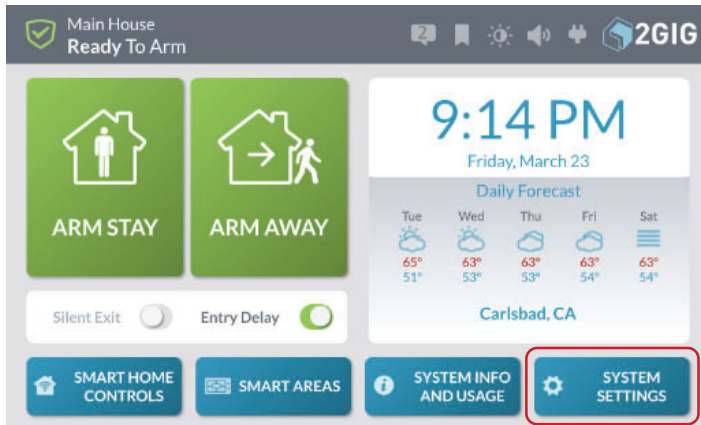 Main House
Ready To Arm
2
2GIG
ARM STAY
ARM AWAY
9:14 PM
Friday, March 23
Daily Forecast
Tue Wed Thu Fri Sat
65° 63° 63° 63° 63°
51° 53° 53° 54° 54°
Carlsbad, CA
Silent Exit
Entry Delay
SMART HOME
CONTROLS
SMART AREAS
SYSTEM INFO
AND USAGE
SYSTEM
SETTINGS